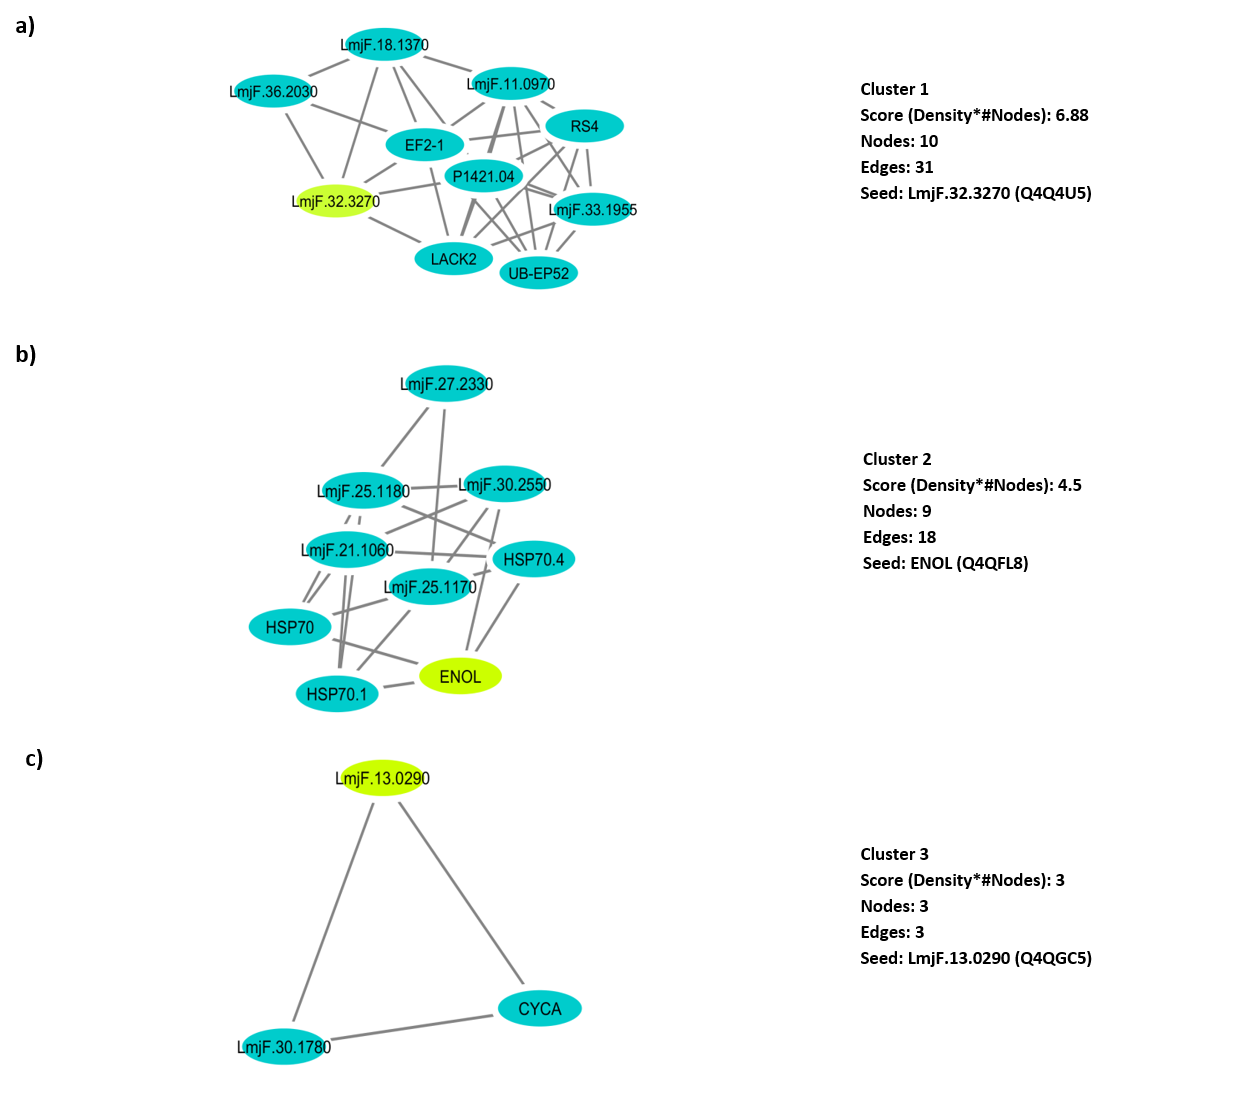 a)
LmjF.18.1370
LmjF.36.2030
LmjF.11.0970
RS4
EF2-1
P1421.04
LmjF.32.3270
LmjF.33.1955
LACK2
UB-EP52
Cluster 1
Score (Density*#Nodes): 6.88
Nodes: 10
Edges: 31
Seed: LmjF.32.3270 (Q4Q4U5)
b)
LmjF.27.2330
LmjF.25.1180
LmjF.30.2550
LmjF.21.1060
HSP70.4
LmjF.25.1170
HSP70
ENOL
HSP70.1
Cluster 2
Score (Density*#Nodes): 4.5
Nodes: 9
Edges: 18
Seed: ENOL (Q4QFL8)
c)
LmjF.13.0290
CYCA
LmjF.30.1780
Cluster 3
Score (Density*#Nodes): 3
Nodes: 3
Edges: 3
Seed: LmjF.13.0290 (Q4QGC5)